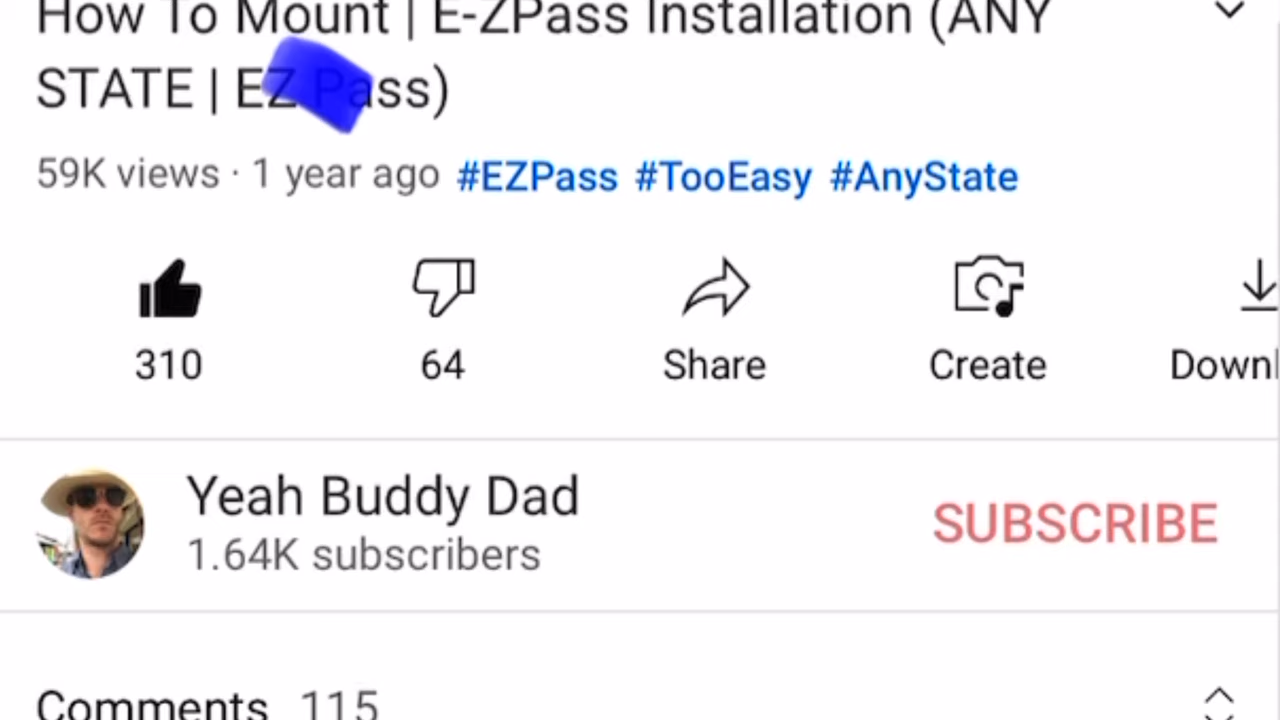 How To Mount | E-ZPass Installation (ANY
STATE | EZ Pass)
59K views · 1 year ago #EZPass #TooEasy #AnyState
310 64 Share Create Downl
Yeah Buddy Dad
1.64K subscribers
SUBSCRIBE
Comments 115